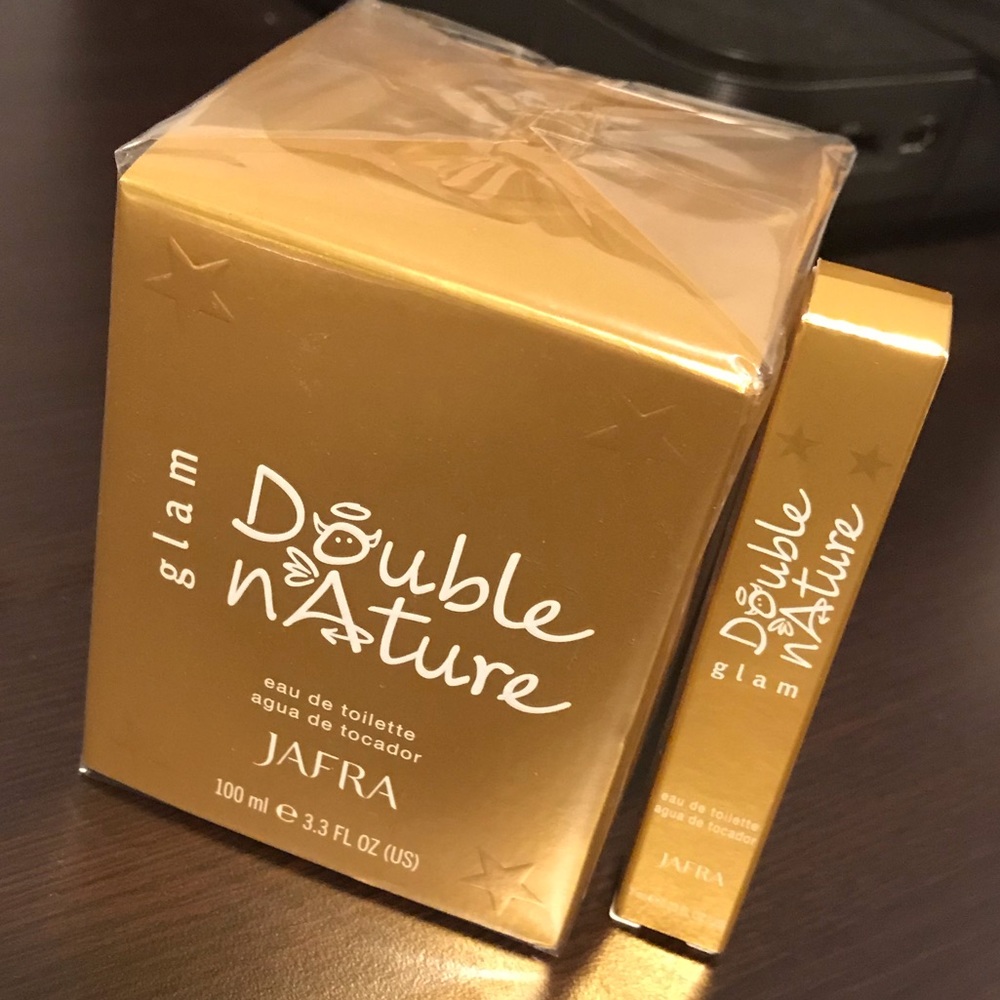 glam
Double
nAture
eau de toilette
agua de tocador
JAFRA
100 ml e 3.3 FL OZ (US)
Double
nAture
glam
eau de toilette
agua de tocador
JAFRA